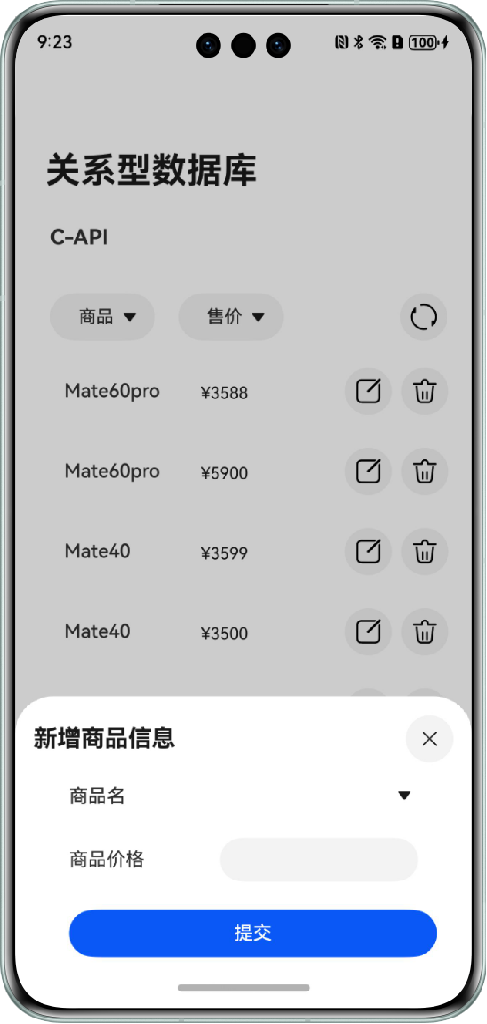 9:23
100
关系型数据库
C-API
商品 ▼ 售价 ▼
Mate60pro ¥3588
Mate60pro ¥5900
Mate40 ¥3599
Mate40 ¥3500
新增商品信息
商品名
商品价格
提交